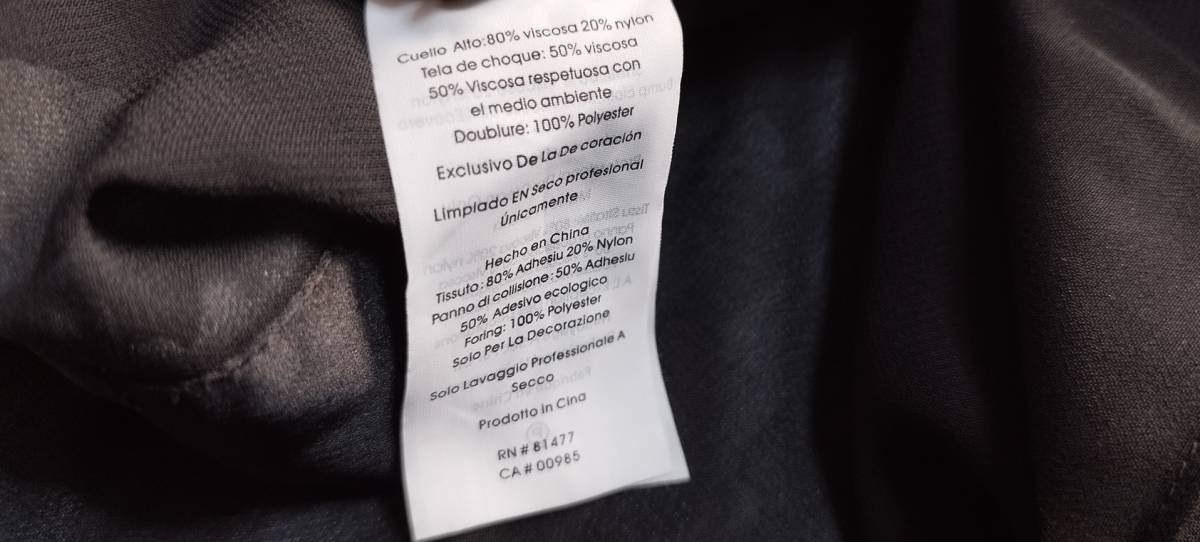 Cuello Alto:80% viscosa 20% nylon
Tela de choque: 50% viscosa
50% Viscosa respetuosa con
el medio ambiente
Doublure: 100% Polyester
Exclusivo De La De coración
Limpiado EN Seco profesional
Únicamente
Hecho en China
Tissuto: 80% Adhesiu 20% Nylon
Panno di collisione: 50% Adhesiu
50% Adesivo ecologico
Foring: 100% Polyester
Solo Per La Decorazione
Solo Lavaggio Professionale A
Secco
Prodotto in Cina
RN # 81477
CA # 00985